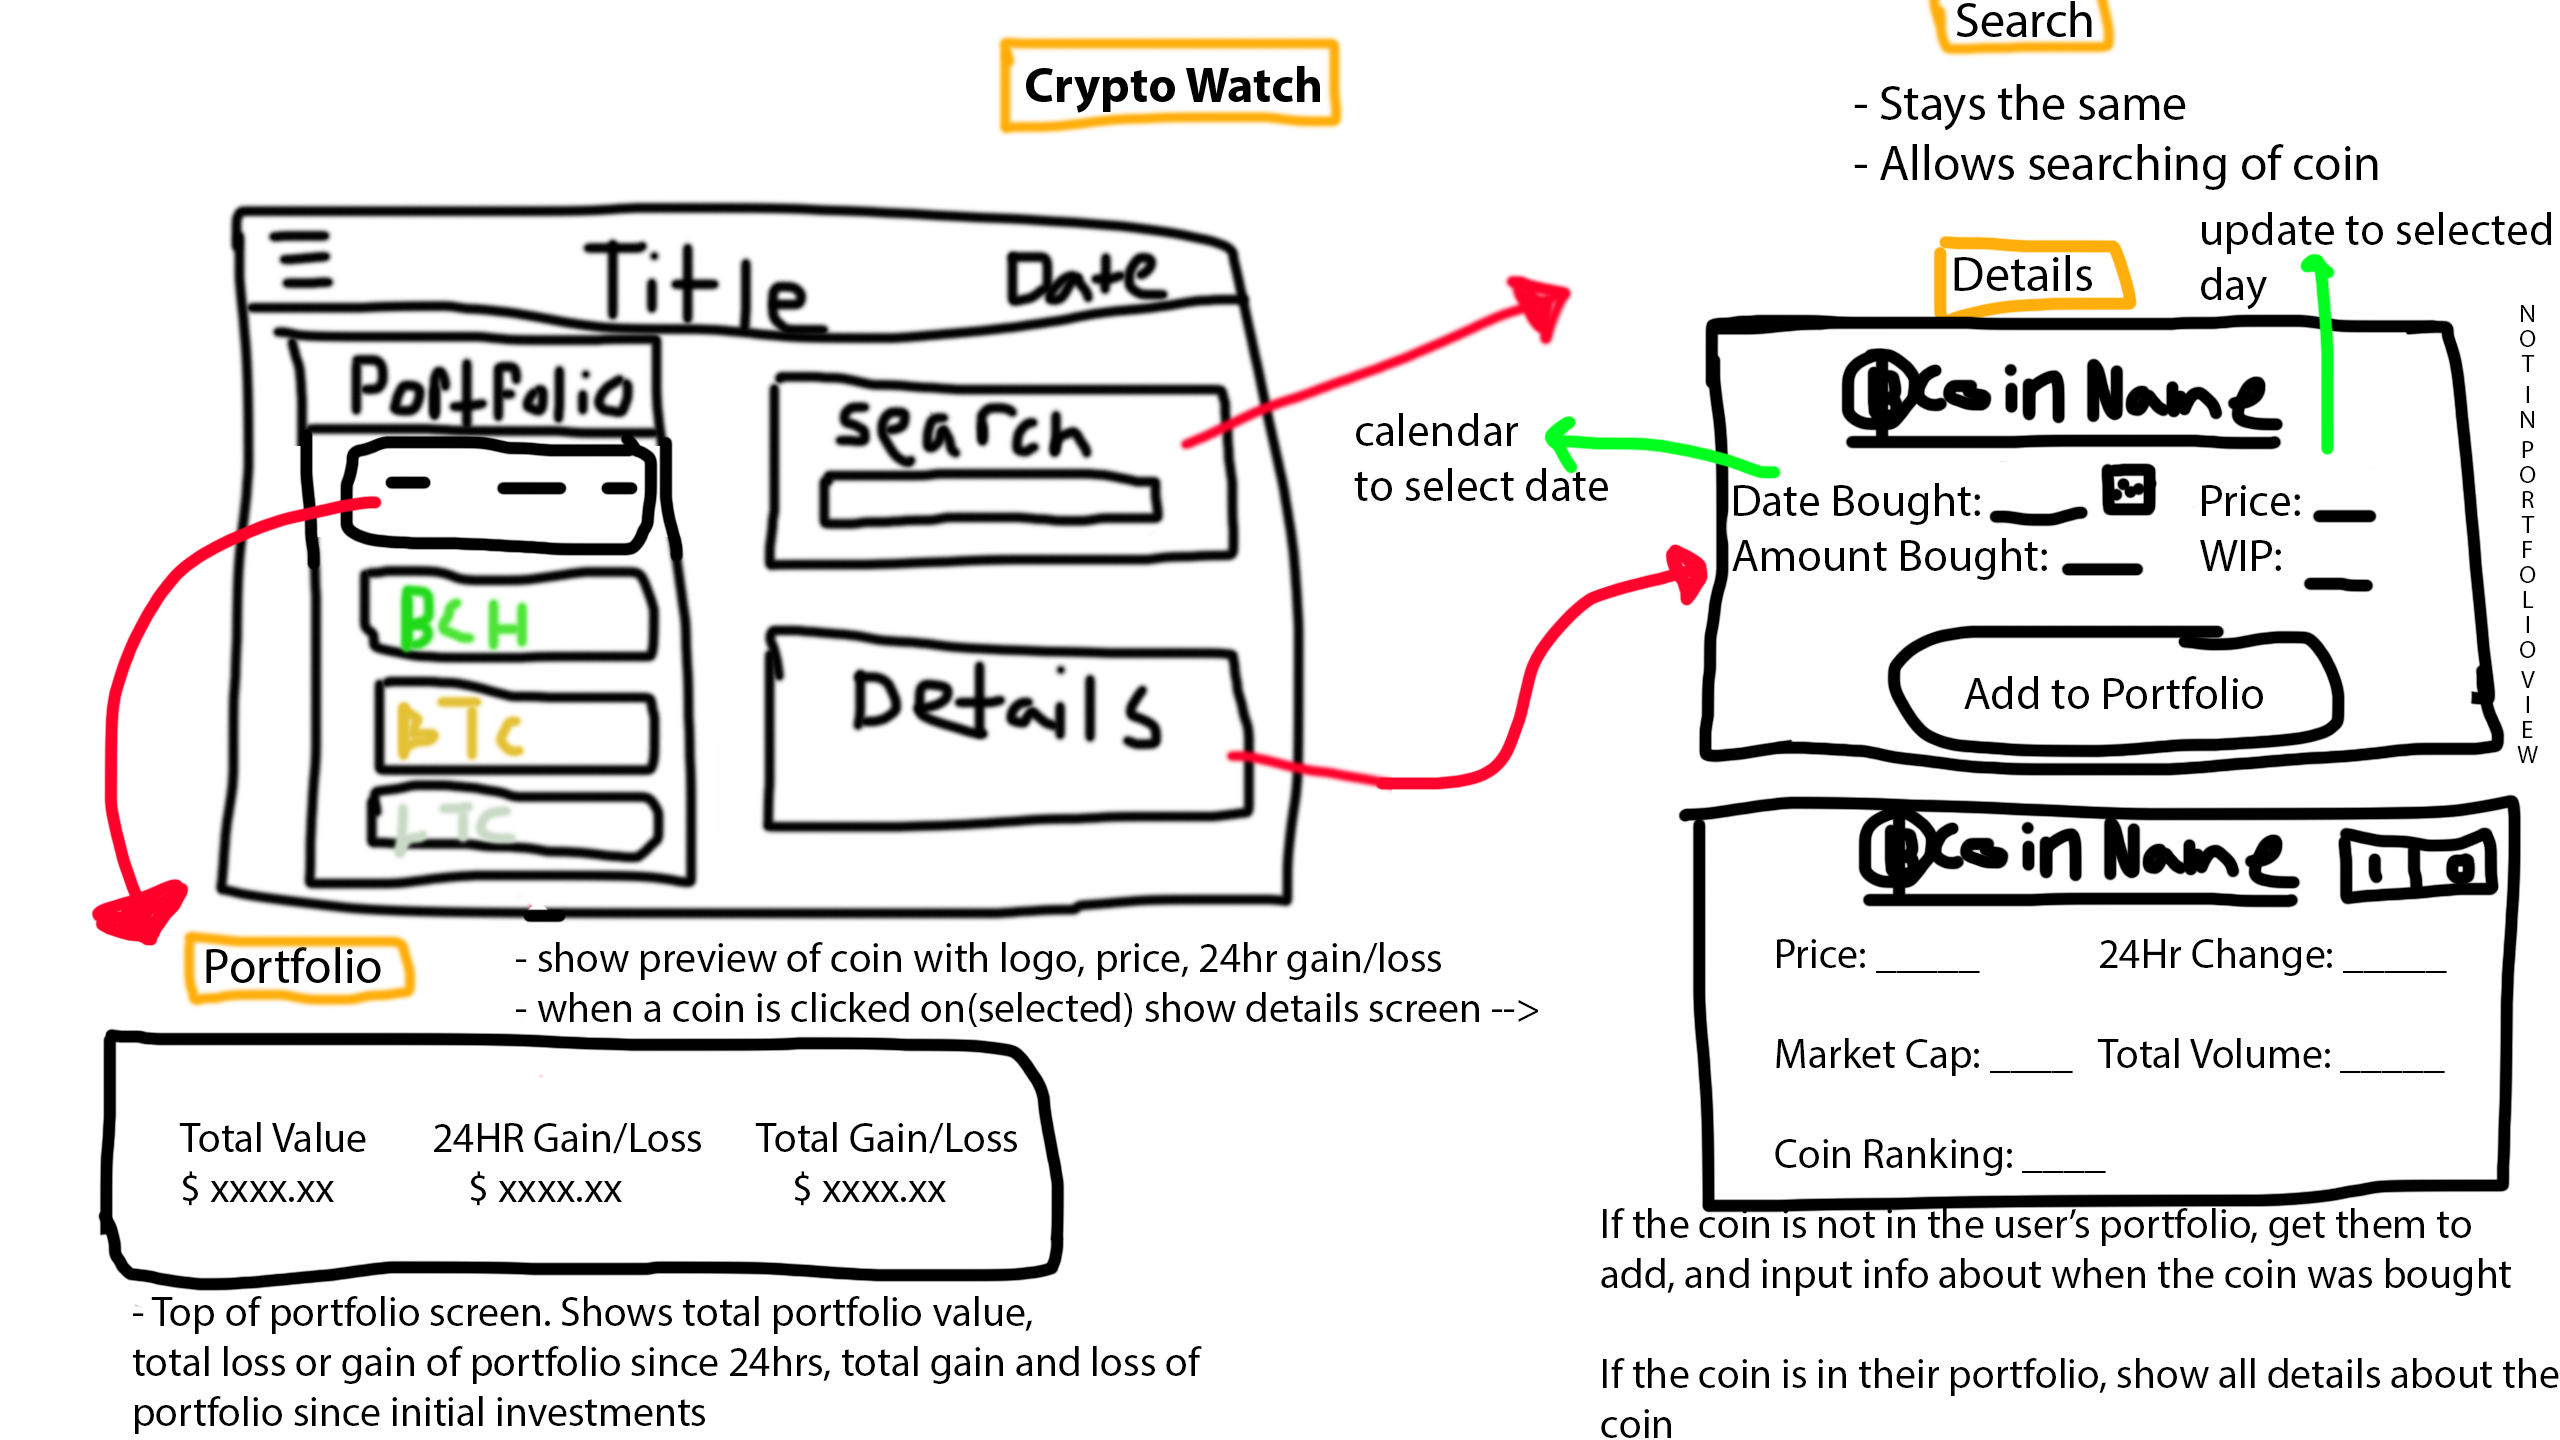 Crypto Watch
Title
Date
Portfolio
BCH
BTC
LTC
search
Details
Search
- Stays the same
- Allows searching of coin
Details
update to selected
day
calendar
to select date
Coin Name
Date Bought:
Price:
Amount Bought:
WIP:
Add to Portfolio
NOT IN PORTFOLIO VIEW
Coin Name
1 0
Price: _____
24Hr Change: _____
Market Cap: ____
Total Volume: _____
Coin Ranking: ____
If the coin is not in the user’s portfolio, get them to
add, and input info about when the coin was bought
If the coin is in their portfolio, show all details about the
coin
Portfolio
- show preview of coin with logo, price, 24hr gain/loss
- when a coin is clicked on(selected) show details screen -->
Total Value
24HR Gain/Loss
Total Gain/Loss
$ xxxx.xx
$ xxxx.xx
$ xxxx.xx
- Top of portfolio screen. Shows total portfolio value,
total loss or gain of portfolio since 24hrs, total gain and loss of
portfolio since initial investments